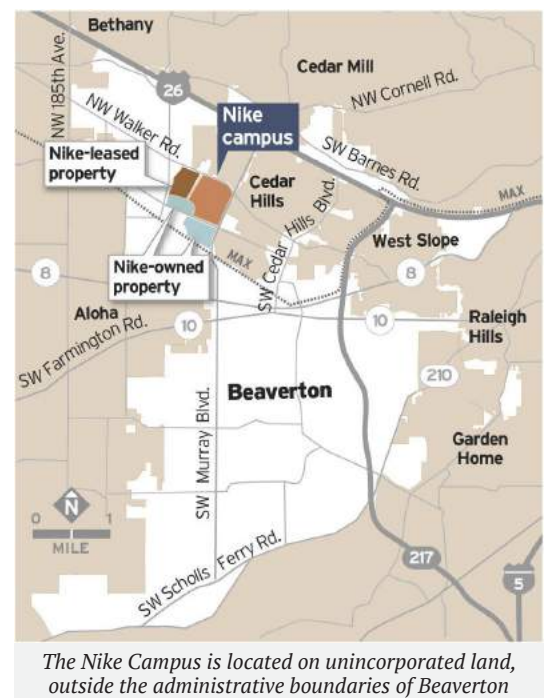 Bethany
Cedar Mill
NW 185th Ave.
26
NW Cornell Rd.
NW Walker Rd.
Nike
campus
SW Barnes Rd.
Nike-leased
property
Cedar
Hills
MAX
SW Cedar Hills Blvd.
West Slope
MAX
Nike-owned
property
8
8
Aloha
10
10
Raleigh
Hills
SW Farmington Rd.
210
Beaverton
SW Murray Blvd.
Garden
Home
N
0 1
MILE
SW Scholls Ferry Rd.
217
5
The Nike Campus is located on unincorporated land,
outside the administrative boundaries of Beaverton